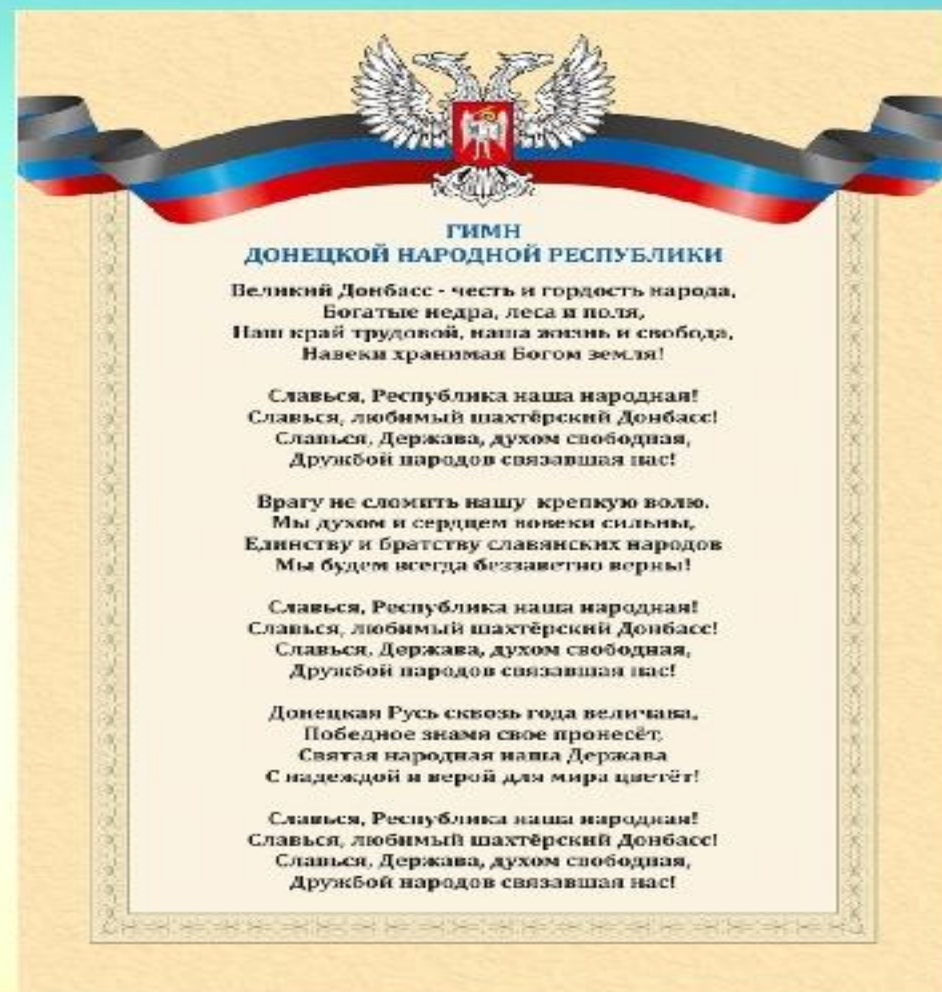 ГИМН
ДОНЕЦКОЙ НАРОДНОЙ РЕСПУБЛИКИ
Великий Донбасс - честь и гордость народа,
Богатые недра, леса и поля,
Наш край трудовой, наша жизнь и свобода,
Навеки хранимая Богом земля!
Славься, Республика наша народная!
Славься, любимый шахтёрский Донбасс!
Славься, Держава, духом свободная,
Дружбой народов связавшая нас!
Врагу не сломить нашу крепкую волю.
Мы духом и сердцем вовеки сильны,
Единству и братству славянских народов
Мы будем всегда беззаветно верны!
Славься, Республика наша народная!
Славься, любимый шахтёрский Донбасс!
Славься, Держава, духом свободная,
Дружбой народов связавшая нас!
Донецкая Русь сквозь года величава,
Победное знамя свое пронесёт,
Святая народная наша Держава
С надеждой и верой для мира цветёт!
Славься, Республика наша народная!
Славься, любимый шахтёрский Донбасс!
Славься, Держава, духом свободная,
Дружбой народов связавшая нас!